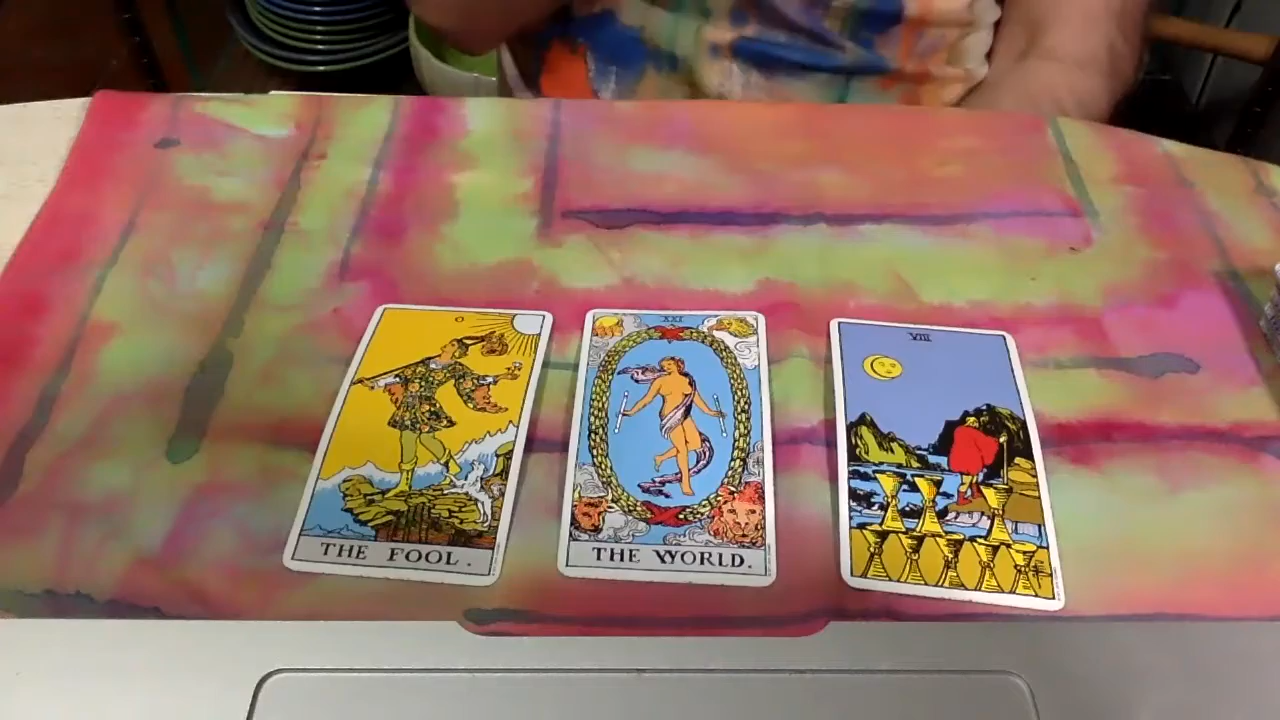 0
THE FOOL.
XXI
THE WORLD.
VIII